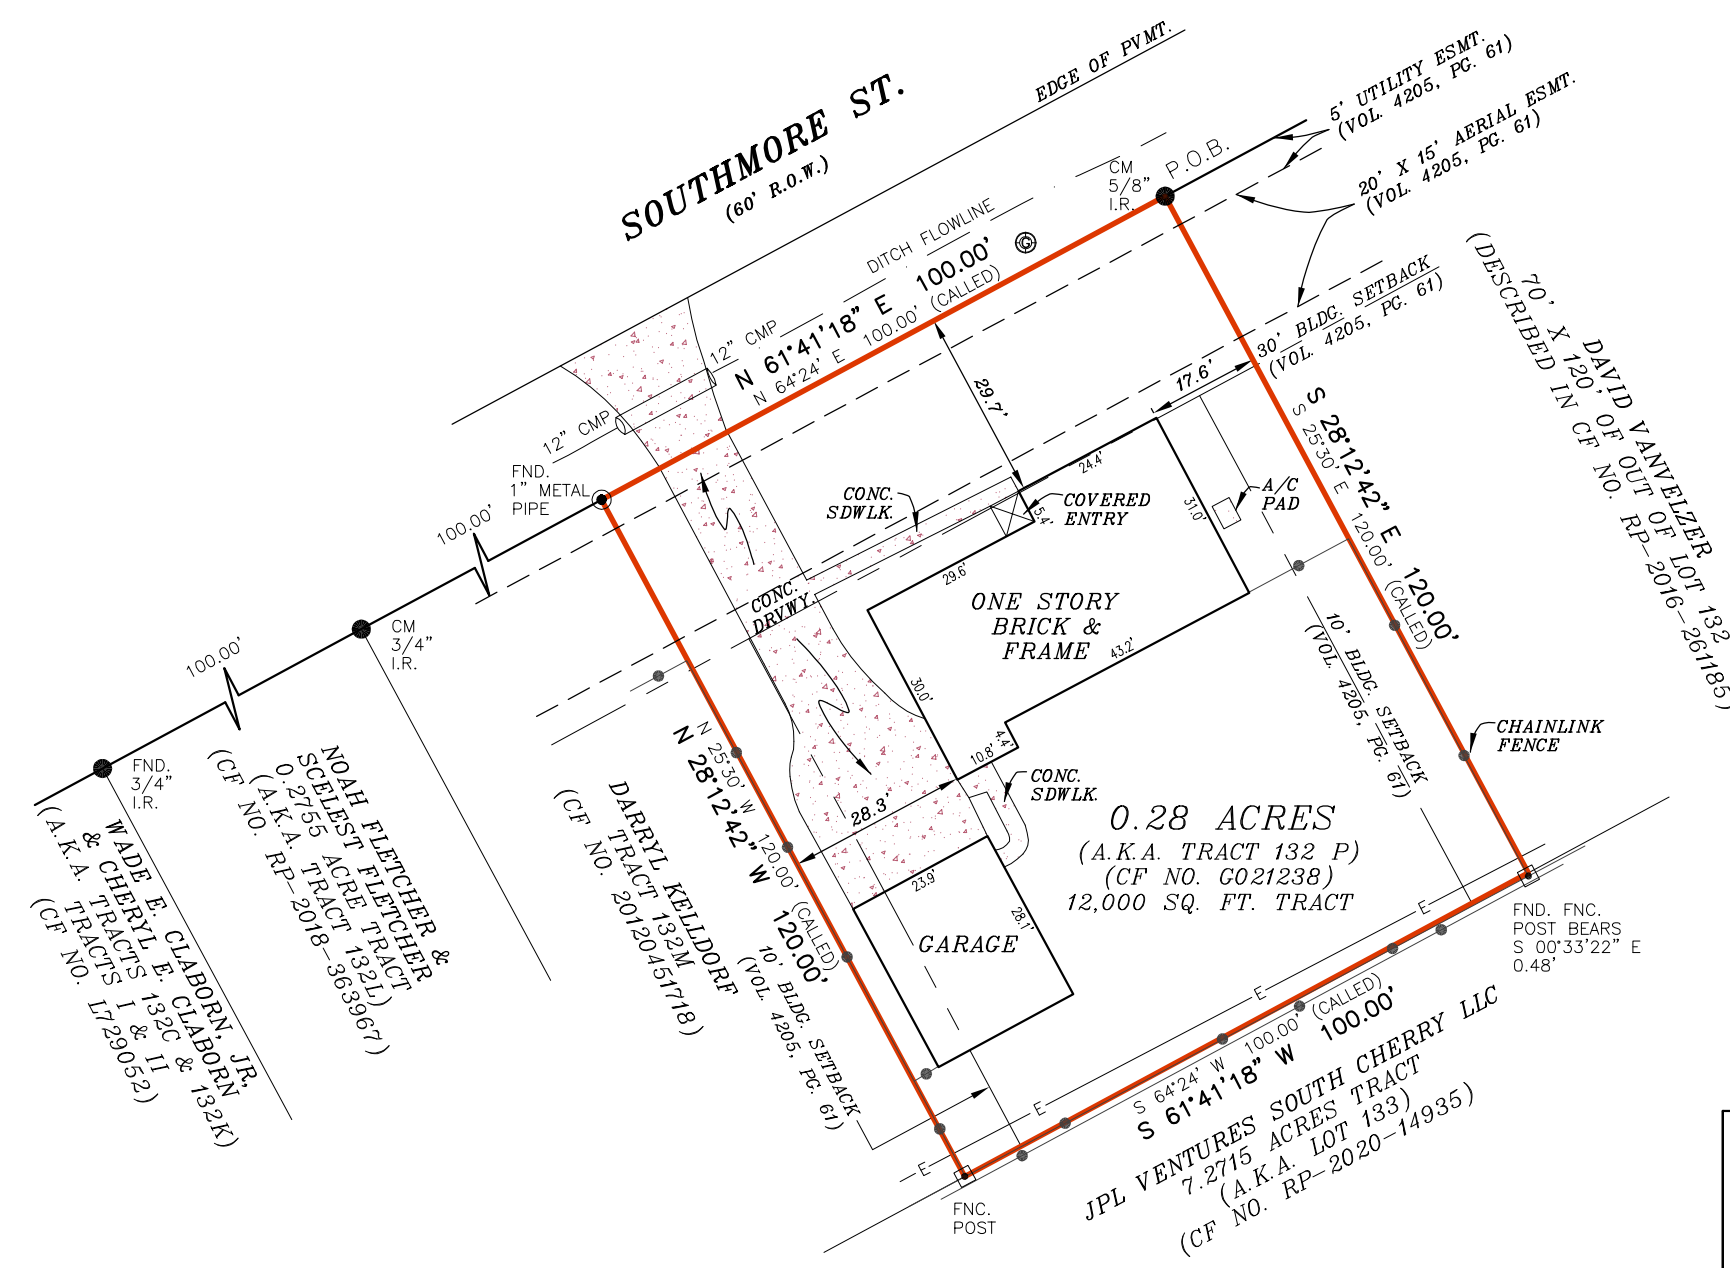 SOUTHMORE ST.
(60' R.O.W.)
EDGE OF PVMT.
5' UTILITY ESMT.
(VOL. 4205, PG. 61)
20' X 15' AERIAL ESMT.
(VOL. 4205, PG. 61)
CM
5/8"
I.R.
P.O.B.
DITCH FLOWLINE
G
N 61°41'18" E 100.00'
N 64°24' E 100.00' (CALLED)
12" CMP
12" CMP
30' BLDG. SETBACK
(VOL. 4205, PG. 61)
70' X 120' OF OUT OF LOT 132
DAVID VANVELZER
(DESCRIBED IN CF NO. RP-2016-261185)
FND.
1" METAL
PIPE
100.00'
CM
3/4"
I.R.
100.00'
FND.
3/4"
I.R.
29.7'
17.6'
S 28°12'42" E 120.00'
S 25°30' E 120.00' (CALLED)
24.4'
CONC.
SDWLK.
COVERED
ENTRY
5.4'
31.0'
A/C
PAD
29.6'
CONC.
DRVWY.
ONE STORY
BRICK &
FRAME
43.2'
30.0'
4.4'
10.8'
10' BLDG. SETBACK
(VOL. 4205, PG. 61)
CHAINLINK
FENCE
CONC.
SDWLK.
28.3'
0.28 ACRES
(A.K.A. TRACT 132 P)
(CF NO. G021238)
12,000 SQ. FT. TRACT
N 25°30' W 120.00' (CALLED)
N 28°12'42" W 120.00'
23.9'
28.1'
GARAGE
10' BLDG. SETBACK
(VOL. 4205, PG. 61)
DARRYL KELLDORF
TRACT 132M
(CF NO. 20120451718)
NOAH FLETCHER &
SCELEST FLETCHER
0.2755 ACRE TRACT
(A.K.A. TRACT 132L)
(CF NO. RP-2018-363967)
WADE E. CLABORN, JR,
& CHERYL E. CLABORN
(A.K.A. TRACTS 132C & 132K)
TRACTS I & II
(CF NO. L729052)
E
E
E
E
FND. FNC.
POST BEARS
S 00°33'22" E
0.48'
S 64°24' W 100.00' (CALLED)
S 61°41'18" W 100.00'
JPL VENTURES SOUTH CHERRY LLC
7.2715 ACRES TRACT
(A.K.A. LOT 133)
(CF NO. RP-2020-14935)
FNC.
POST